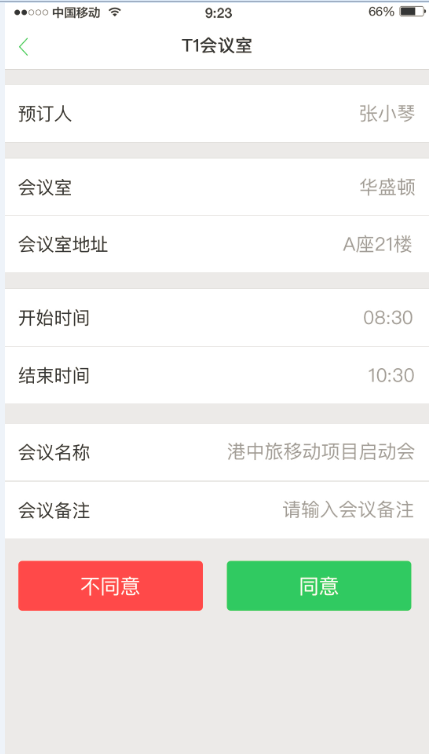 中国移动 9:23 66%
T1会议室
预订人 张小琴
会议室 华盛顿
会议室地址 A座21楼
开始时间 08:30
结束时间 10:30
会议名称 港中旅移动项目启动会
会议备注 请输入会议备注
不同意 同意